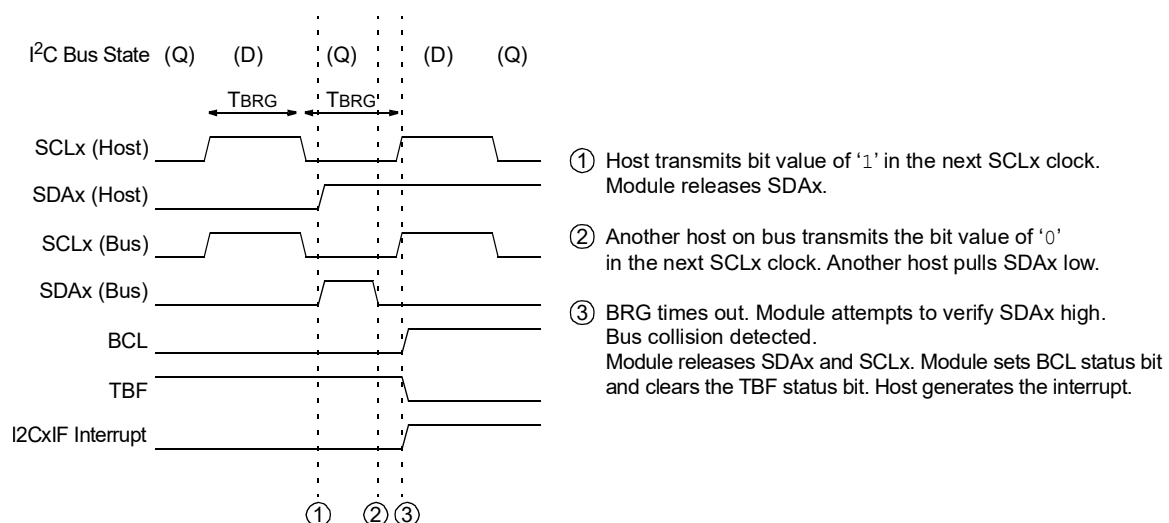 I²C Bus State (Q) (D) (Q) (D) (Q)
TBRG TBRG
SCLx (Host)
SDAx (Host)
SCLx (Bus)
SDAx (Bus)
BCL
TBF
I2CxIF Interrupt
1 2 3
1 Host transmits bit value of ‘1’ in the next SCLx clock.
Module releases SDAx.
2 Another host on bus transmits the bit value of ‘0’
in the next SCLx clock. Another host pulls SDAx low.
3 BRG times out. Module attempts to verify SDAx high.
Bus collision detected.
Module releases SDAx and SCLx. Module sets BCL status bit
and clears the TBF status bit. Host generates the interrupt.